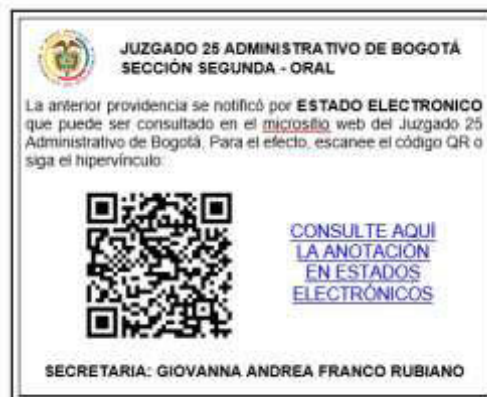 JUZGADO 25 ADMINISTRATIVO DE BOGOTÁ
SECCIÓN SEGUNDA - ORAL
La anterior providencia se notificó por ESTADO ELECTRONICO
que puede ser consultado en el micrositio web del Juzgado 25
Administrativo de Bogotá. Para el efecto, escanee el código QR o
siga el hipervínculo:
CONSULTE AQUÍ
LA ANOTACIÓN
EN ESTADOS
ELECTRÓNICOS
SECRETARIA: GIOVANNA ANDREA FRANCO RUBIANO